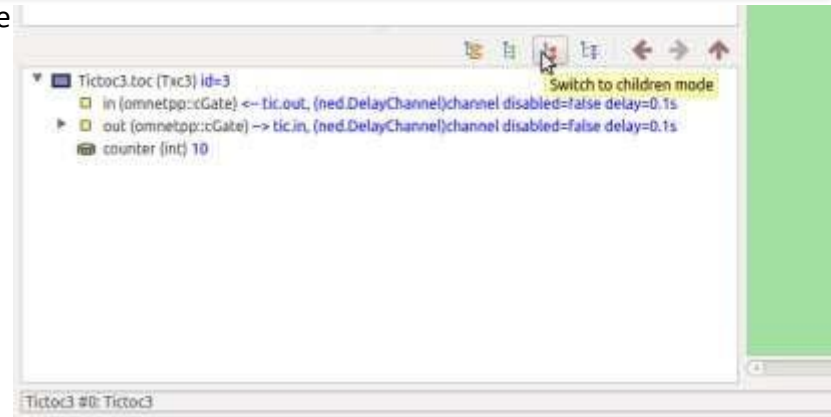 e
Switch to children mode
Tictoc3.toc (Txc3) id=3
in (omnetpp::cGate) <-- tic.out, (ned.DelayChannel)channel disabled=false delay=0.1s
out (omnetpp::cGate) --> tic.in, (ned.DelayChannel)channel disabled=false delay=0.1s
counter (int) 10
Tictoc3 #0: Tictoc3